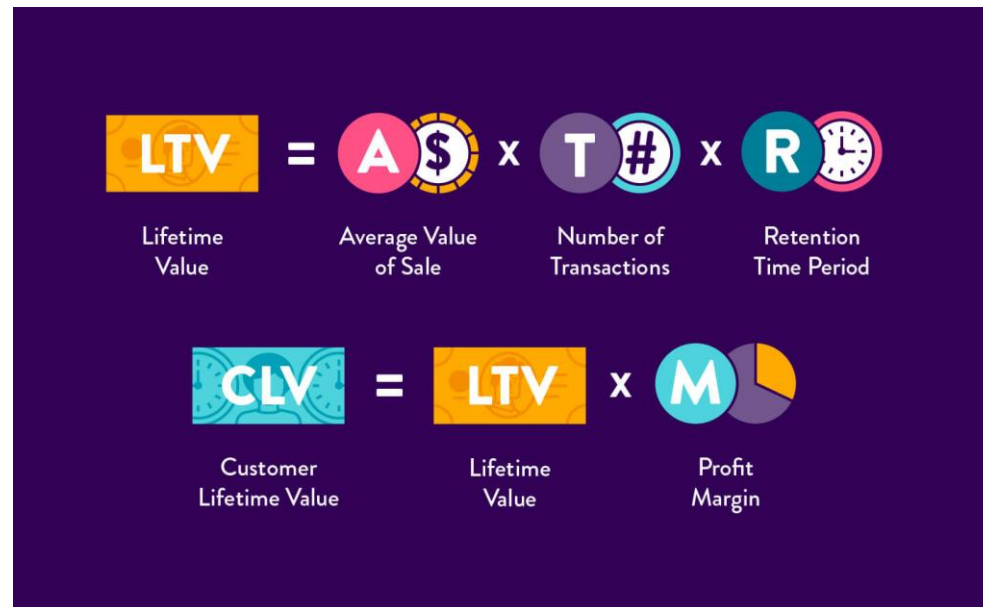 LTV = A $ x T # x R
Lifetime Average Value Number of Retention
Value of Sale Transactions Time Period
CLV = LTV x M
Customer Lifetime Profit
Lifetime Value Value Margin